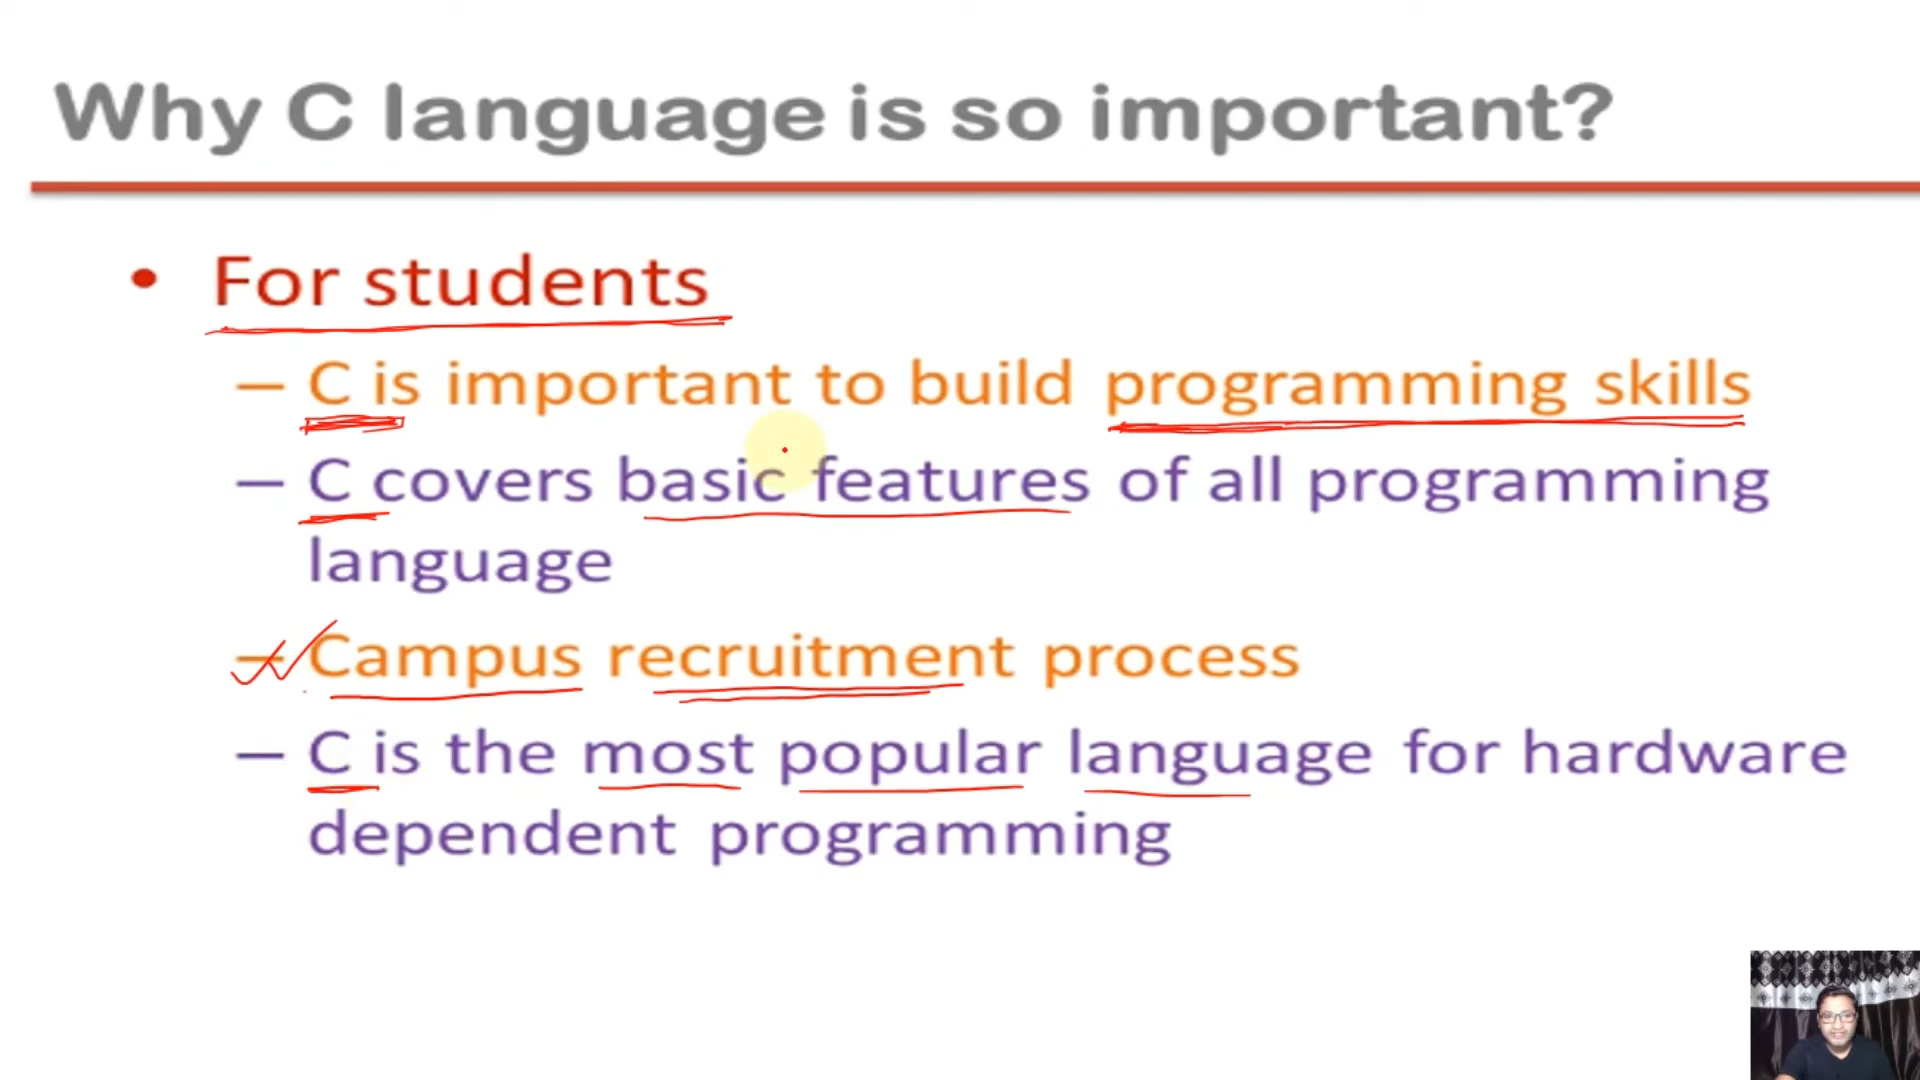 Why C language is so important?
• For students
– C is important to build programming skills
– C covers basic features of all programming
language
– Campus recruitment process
– C is the most popular language for hardware
dependent programming